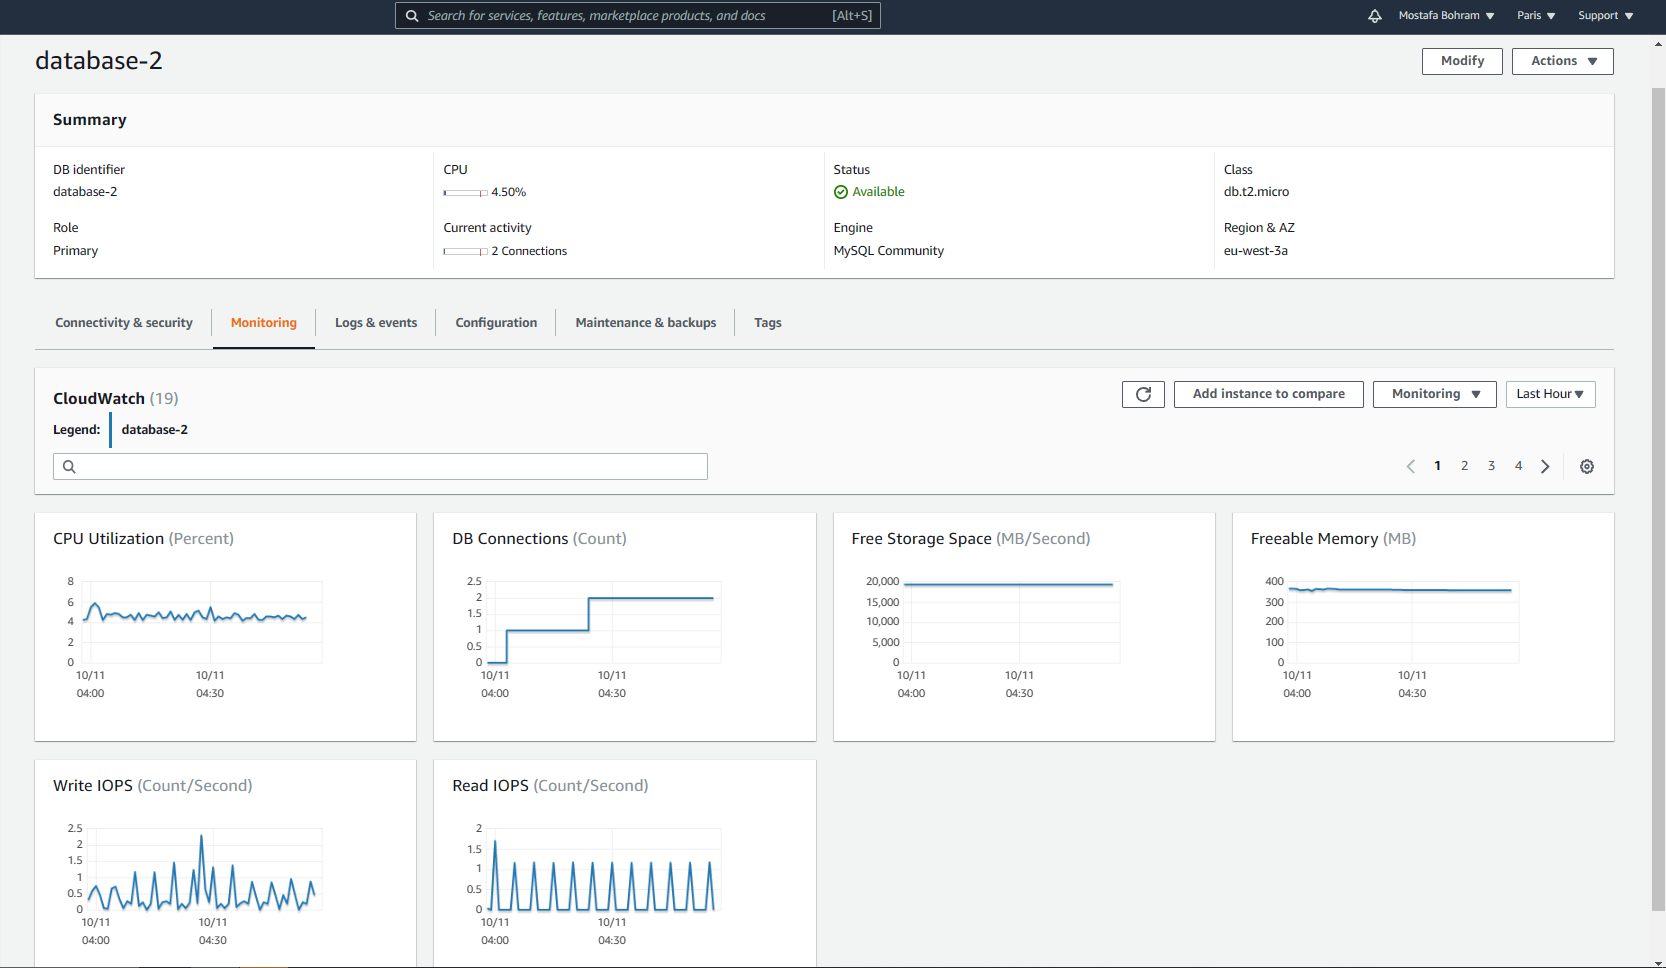 Search for services, features, marketplace products, and docs [Alt+S] Mostafa Bohram Paris Support
database-2 Modify Actions
Summary
DB identifier CPU Status Class
database-2 4.50% Available db.t2.micro
Role Current activity Engine Region & AZ
Primary 2 Connections MySQL Community eu-west-3a
Connectivity & security Monitoring Logs & events Configuration Maintenance & backups Tags
CloudWatch (19) Add instance to compare Monitoring Last Hour
Legend: database-2
1 2 3 4
CPU Utilization (Percent)
8
6
4
2
0
10/11 10/11
04:00 04:30
DB Connections (Count)
2.5
2
1.5
1
0.5
0
10/11 10/11
04:00 04:30
Free Storage Space (MB/Second)
20,000
15,000
10,000
5,000
0
10/11 10/11
04:00 04:30
Freeable Memory (MB)
400
300
200
100
0
10/11 10/11
04:00 04:30
Write IOPS (Count/Second)
2.5
2
1.5
1
0.5
0
10/11 10/11
04:00 04:30
Read IOPS (Count/Second)
2
1.5
1
0.5
0
10/11 10/11
04:00 04:30